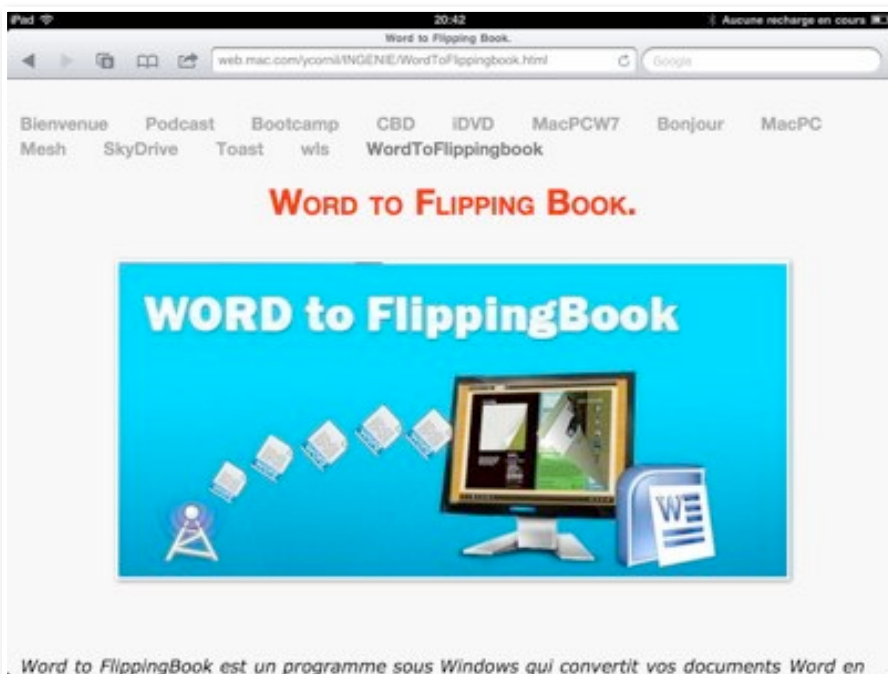 iPad 20:42 Aucune recharge en cours
Word to Flipping Book.
web.mac.com/ycornil/INGENIE/WordToFlippingbook.html Google
Bienvenue Podcast Bootcamp CBD iDVD MacPCW7 Bonjour MacPC
Mesh SkyDrive Toast wls WordToFlippingbook
WORD TO FLIPPING BOOK.
WORD to FlippingBook
W
Word to FlippingBook est un programme sous Windows qui convertit vos documents Word en